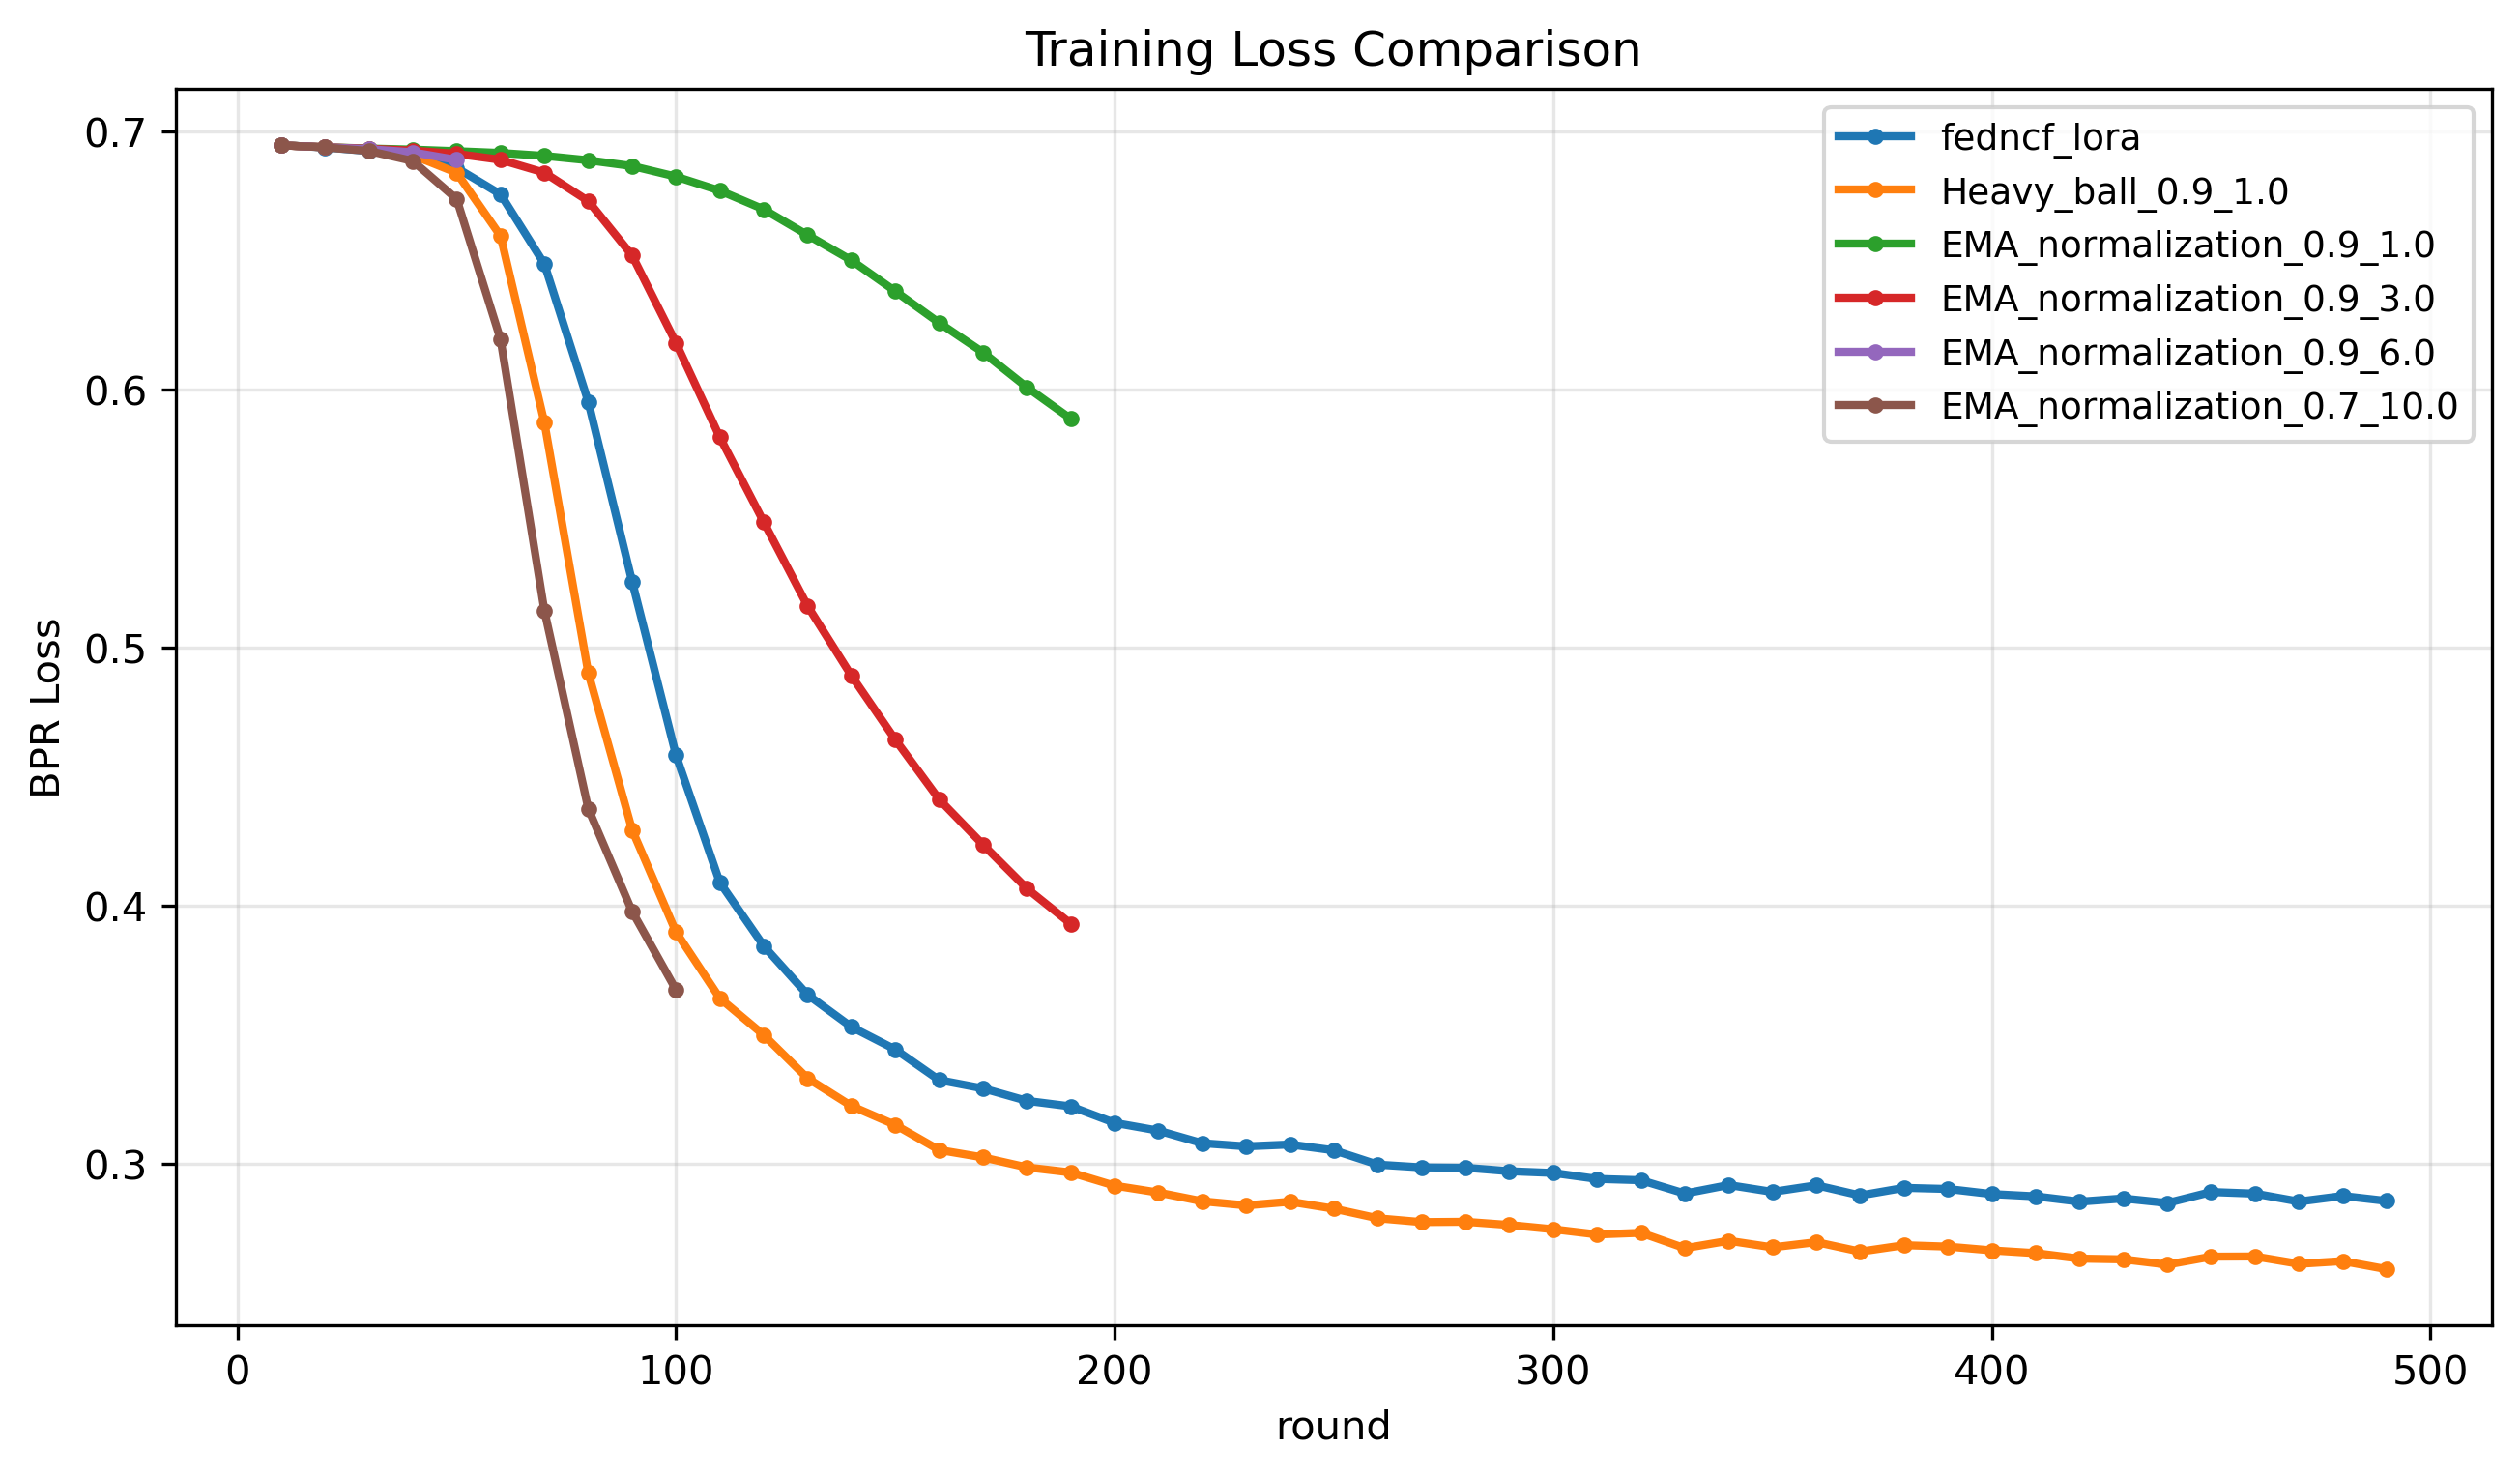 Training Loss Comparison
fedncf_lora
Heavy_ball_0.9_1.0
EMA_normalization_0.9_1.0
EMA_normalization_0.9_3.0
EMA_normalization_0.9_6.0
EMA_normalization_0.7_10.0
BPR Loss
0.7
0.6
0.5
0.4
0.3
0 100 200 300 400 500
round